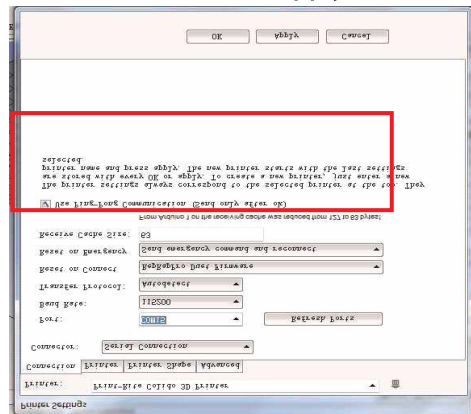 Printer Settings
Printer: Print-Rite Colido 3D Printer
Connection Printer Printer Shape Advanced
Connector: Serial Connection
Port: COM15 Refresh Ports
Baud Rate: 115200
Transfer Protocol: Autodetect
Reset on Connect RepRapPro Duet Firmware
Reset on Emergency Send emergency command and reconnect
Receive Cache Size: 63
From Arduino 1 on the receiving cache was reduced from 127 to 63 bytes!
Use Ping-Pong Communication (Send only after ok)
The printer settings always correspond to the selected printer at the top. They
are stored with every OK or apply. To create a new printer, just enter a new
printer name and press apply. The new printer starts with the last settings
selected.
OK Apply Cancel